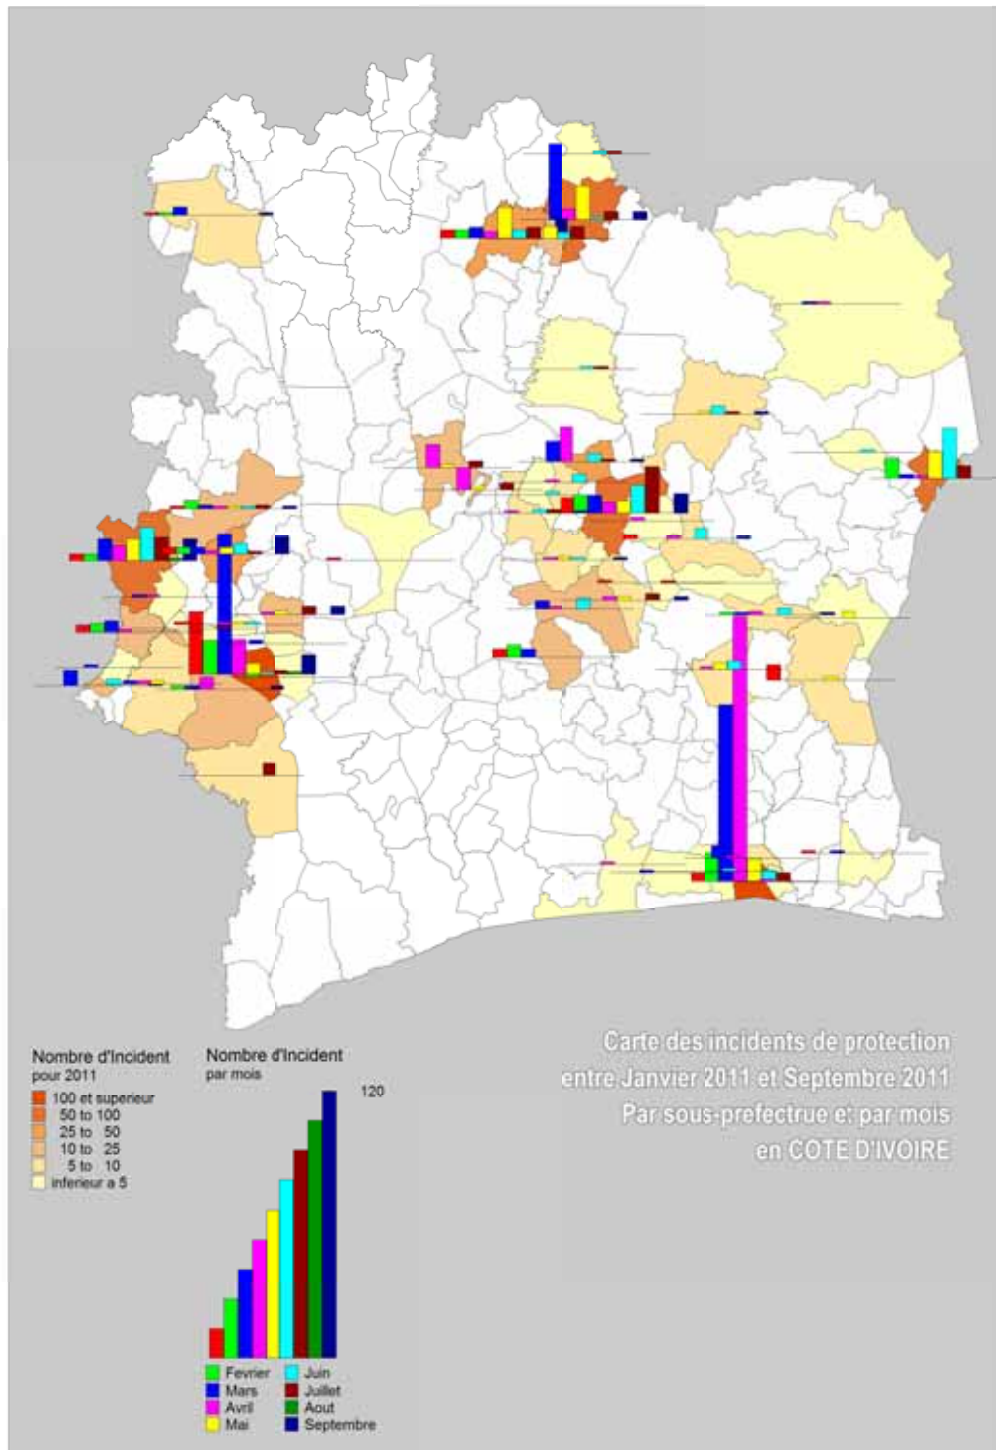 Carte des incidents de protection
entre Janvier 2011 et Septembre 2011
Par sous-prefectrue et par mois
en COTE D'IVOIRE
Nombre d'Incident
pour 2011
100 et superieur
50 to 100
25 to 50
10 to 25
5 to 10
inferieur a 5
Nombre d'Incident
par mois
120
Fevrier
Mars
Avril
Mai
Juin
Juillet
Aout
Septembre